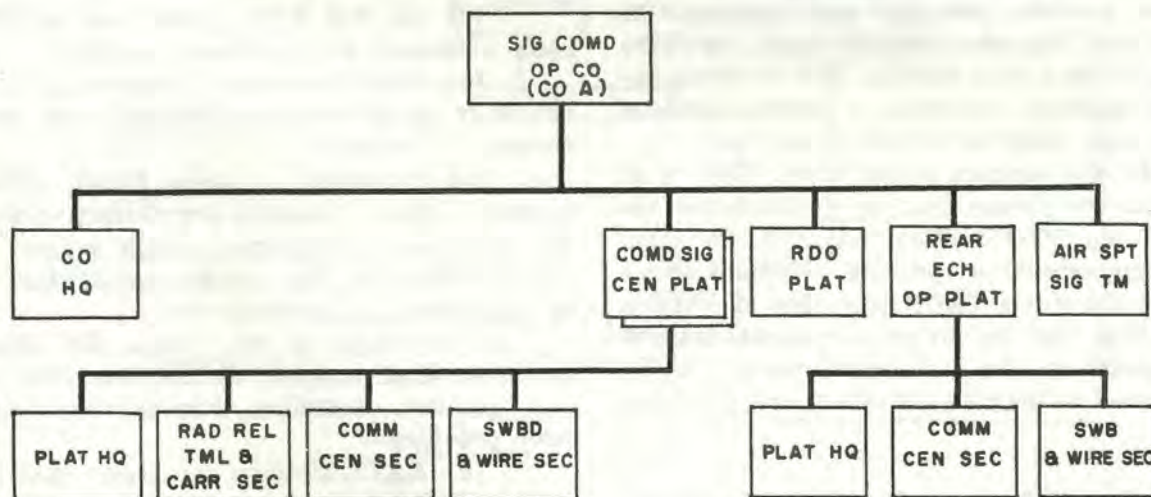 SIG COMD
OP CO
(CO A)
CO
HQ
COMD SIG
CEN PLAT
RDO
PLAT
REAR
ECH
OP PLAT
AIR SPT
SIG TM
PLAT HQ
RAD REL
TML &
CARR SEC
COMM
CEN SEC
SWBD
& WIRE SEC
PLAT HQ
COMM
CEN SEC
SWB
& WIRE SEC